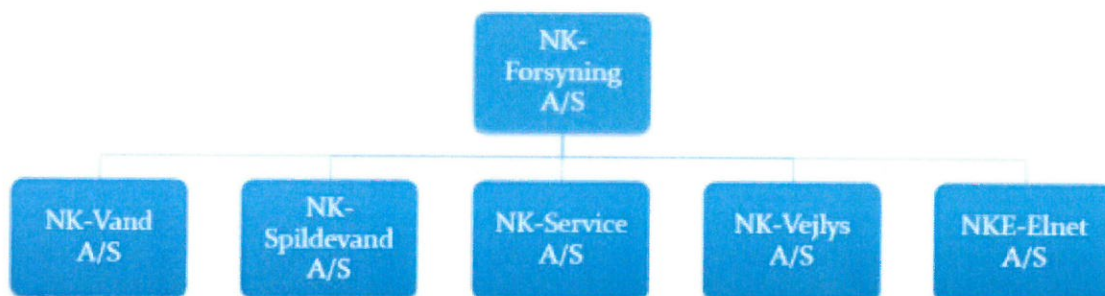 NK-
Forsyning
A/S
NK-Vand
A/S
NK-
Spildevand
A/S
NK-Service
A/S
NK-Vejlys
A/S
NKE-Elnet
A/S